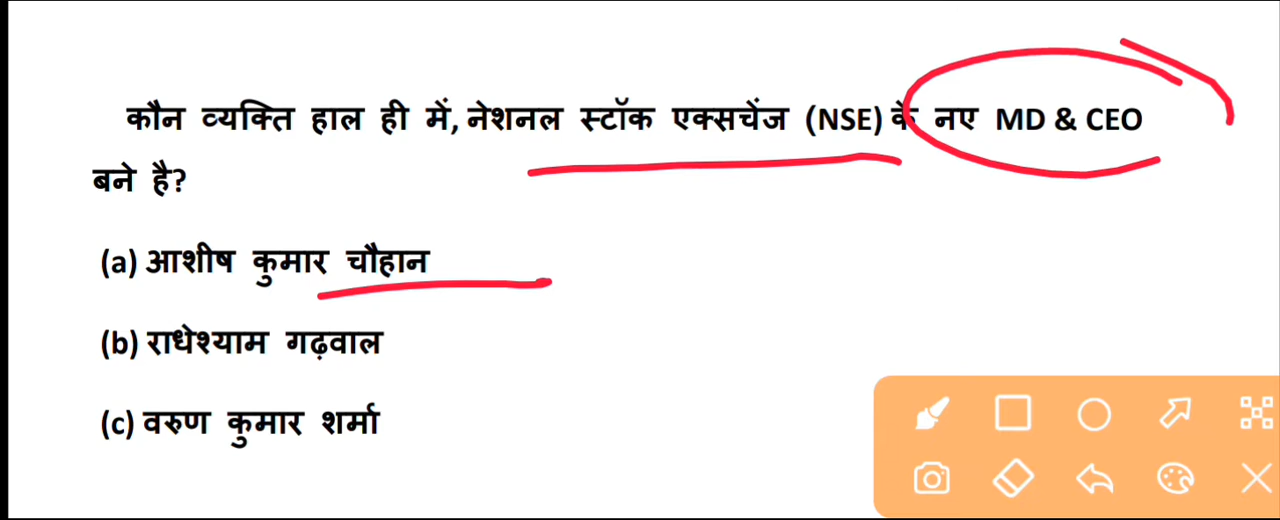 कौन व्यक्ति हाल ही में, नेशनल स्टॉक एक्सचेंज (NSE) के नए MD & CEO
बने है?
(a) आशीष कुमार चौहान
(b) राधेश्याम गढ़वाल
(c) वरुण कुमार शर्मा